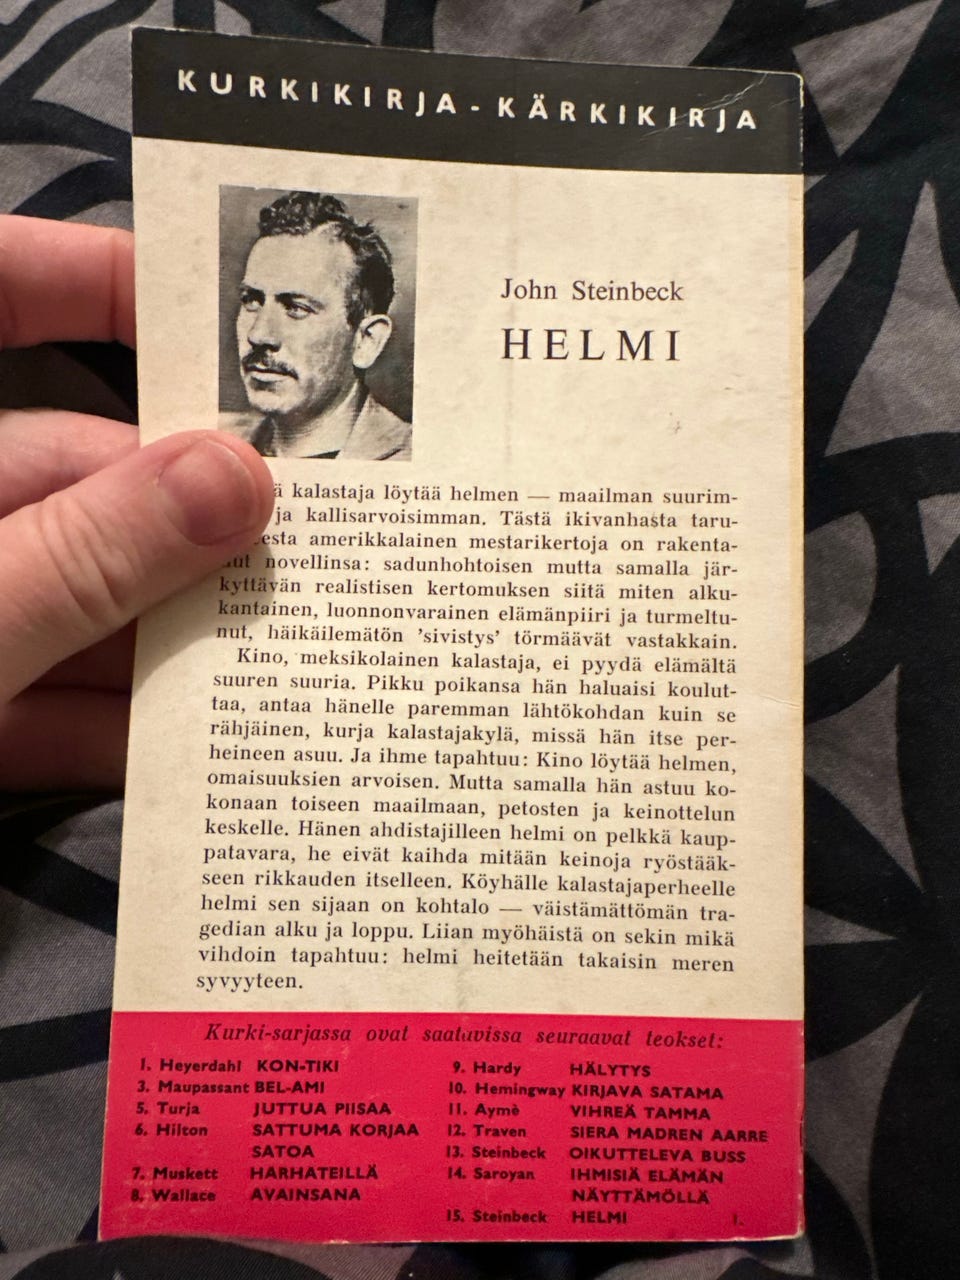 KURKIKIRJA - KÄRKIKIRJA
John Steinbeck
HELMI
kalastaja löytää helmen — maailman suurim-
ja kallisarvoisimman. Tästä ikivanhasta taru-
amerikkalainen mestarikertoja on rakenta-
novellinsa: sadunhohtoisen mutta samalla jär-
kyttävän realistisen kertomuksen siitä miten alku-
kantainen, luonnonvarainen elämänpiiri ja turmeltu-
nut, häikäilemätön 'sivistys' törmäävät vastakkain.
Kino, meksikolainen kalastaja, ei pyydä elämältä
suuren suuria. Pikku poikansa hän haluaisi koulut-
taa, antaa hänelle paremman lähtökohdan kuin se
rähjäinen, kurja kalastajakylä, missä hän itse per-
heineen asuu. Ja ihme tapahtuu: Kino löytää helmen,
omaisuuksien arvoisen. Mutta samalla hän astuu ko-
konaan toiseen maailmaan, petosten ja keinottelun
keskelle. Hänen ahdistajilleen helmi on pelkkä kaup-
patavara, he eivät kaihda mitään keinoja ryöstääk-
seen rikkauden itselleen. Köyhälle kalastajaperheelle
helmi sen sijaan on kohtalo — väistämättömän tra-
gedian alku ja loppu. Liian myöhäistä on sekin mikä
vihdoin tapahtuu: helmi heitetään takaisin meren
syvyyteen.
Kurki-sarjassa ovat saatavissa seuraavat teokset:
1. Heyerdahl KON-TIKI
3. Maupassant BEL-AMI
5. Turja JUTTUA PIISAA
6. Hilton SATTUMA KORJAA
SATOA
7. Muskett HARHATEILLÄ
8. Wallace AVAINSANA
9. Hardy HÄLYTYS
10. Hemingway KIRJAVA SATAMA
11. Aymè VIHREÄ TAMMA
12. Traven SIERA MADREN AARRE
13. Steinbeck OIKUTTELEVA BUSS
14. Saroyan IHMISIÄ ELÄMÄN
NÄYTTÄMÖLLÄ
15. Steinbeck HELMI